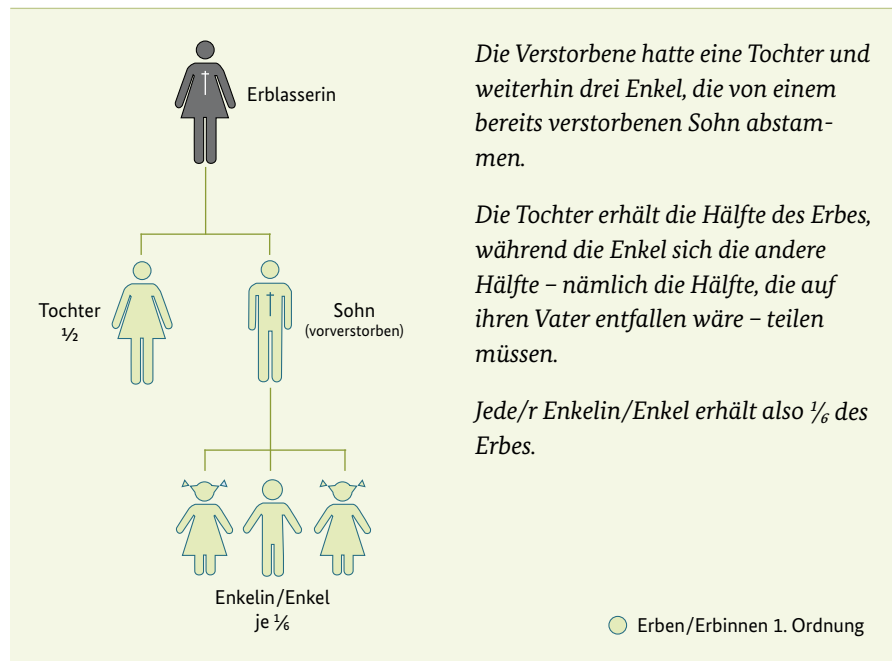 Erblasserin
Tochter
½
Sohn
(vorverstorben)
Enkelin/Enkel
je ⅙
Die Verstorbene hatte eine Tochter und
weiterhin drei Enkel, die von einem
bereits verstorbenen Sohn abstam-
men.
Die Tochter erhält die Hälfte des Erbes,
während die Enkel sich die andere
Hälfte – nämlich die Hälfte, die auf
ihren Vater entfallen wäre – teilen
müssen.
Jede/r Enkelin/Enkel erhält also ⅙ des
Erbes.
Erben/Erbinnen 1. Ordnung